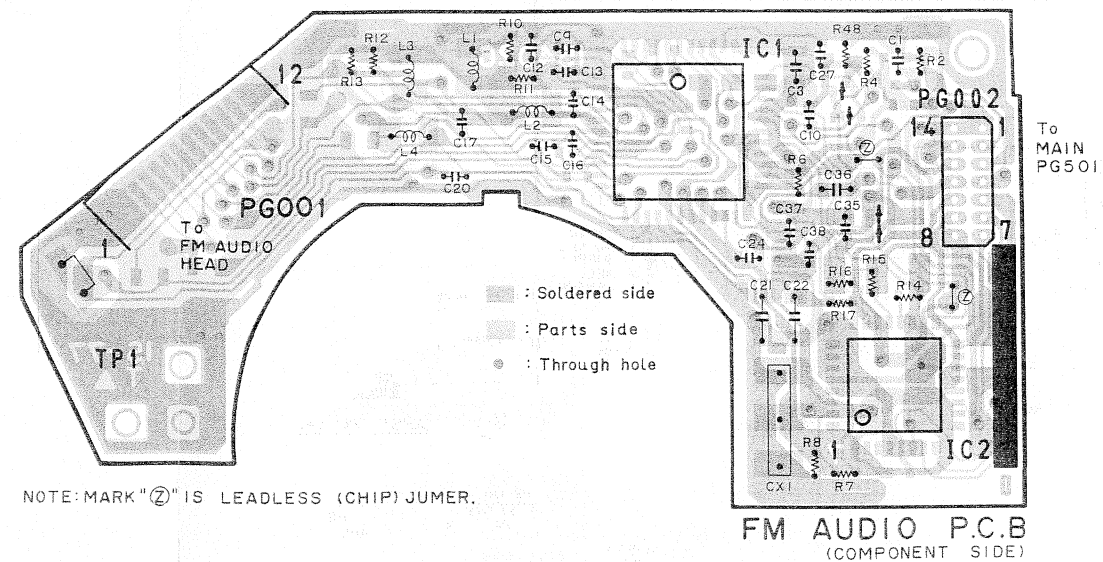 R10
R12
L3
L1
C9
R13
C12
C13
R11
C14
L2
C17
L4
C15
C16
C20
12
PG001
1
To
FM AUDIO
HEAD
TP1
IC1
R48
C1
C27
R4
R2
C3
C10
PG002
14
1
To
MAIN
PG501
Z
R6
C36
C35
C37
C38
8
7
C24
R16
R15
R14
Z
C21
C22
R17
: Soldered side
: Parts side
: Through hole
IC2
R8
1
CX1
R7
NOTE: MARK "Ⓩ" IS LEADLESS (CHIP) JUMER.
FM AUDIO P.C.B
(COMPONENT SIDE)